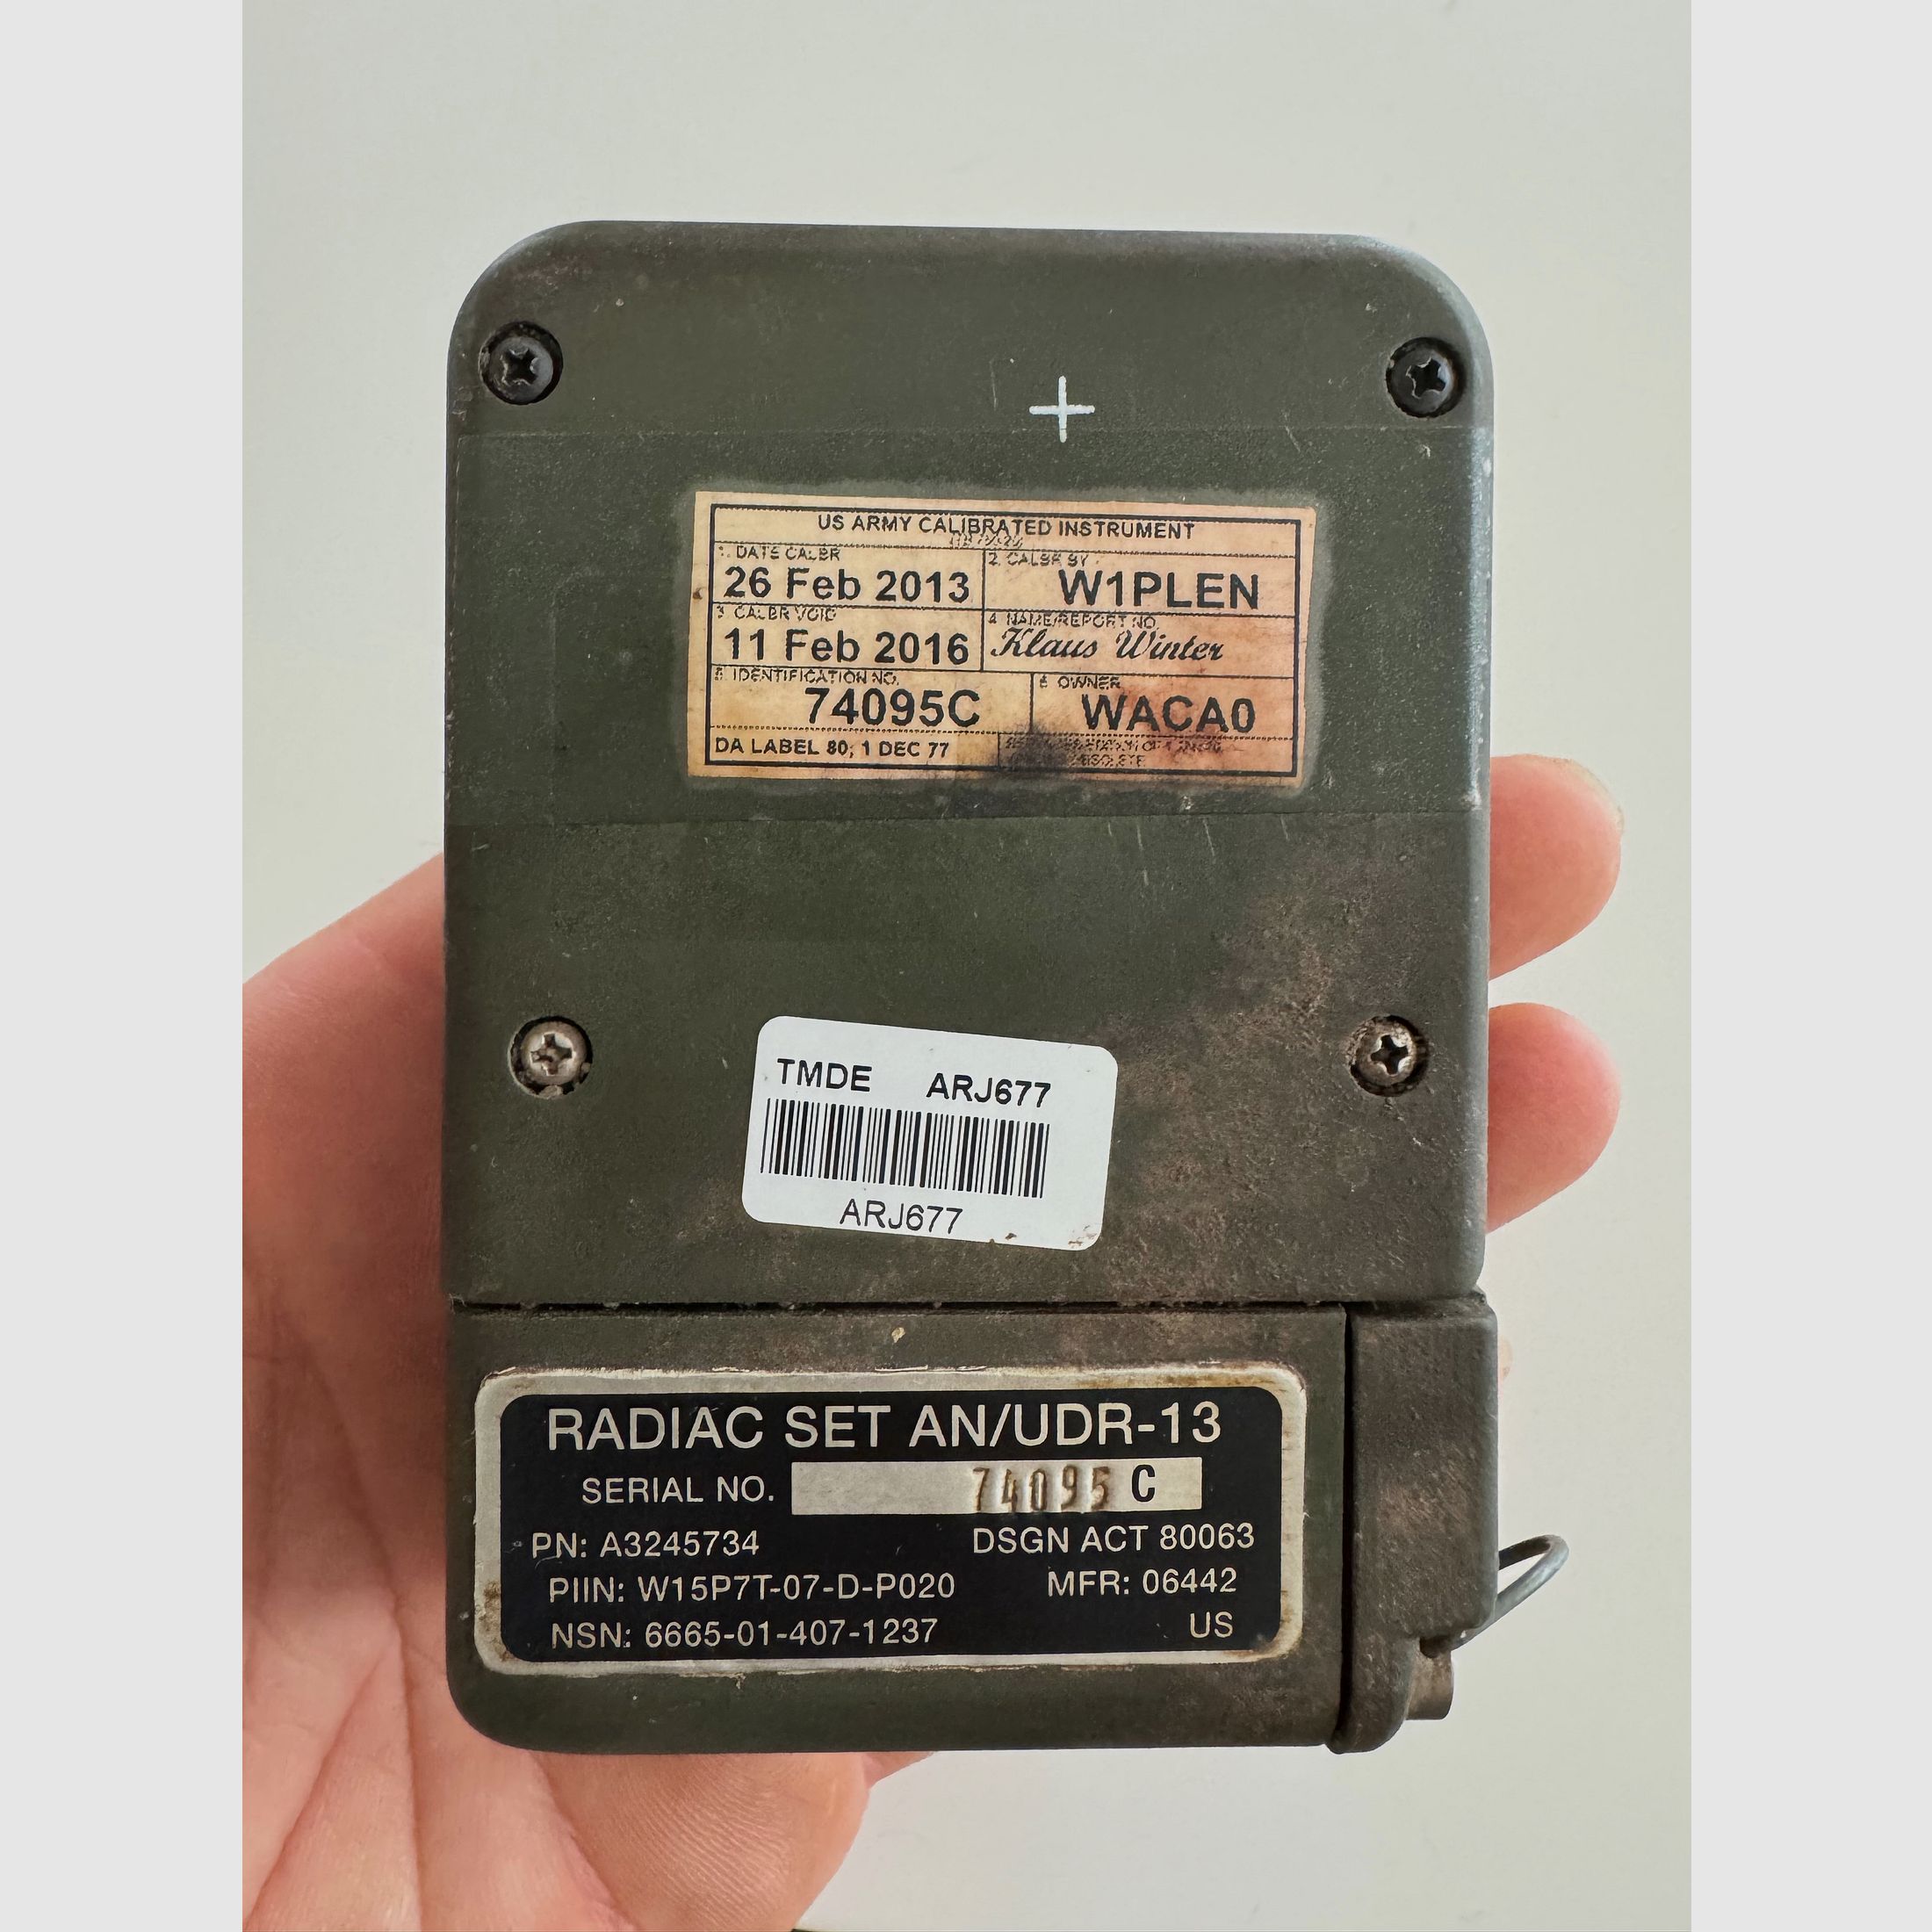 US ARMY CALIBRATED INSTRUMENT
1. DATE CALBR
26 Feb 2013
2. CALBR BY
W1PLEN
3 CALBR VOID
11 Feb 2016
4 NAME/REPORT NO.
Klaus Winter
5 IDENTIFICATION NO.
74095C
6 OWNER
WACA0
DA LABEL 80, 1 DEC 77
OBSOLETE
TMDE ARJ677
ARJ677
RADIAC SET AN/UDR-13
SERIAL NO. 74095 C
PN: A3245734 DSGN ACT 80063
PIIN: W15P7T-07-D-P020 MFR: 06442
NSN: 6665-01-407-1237 US